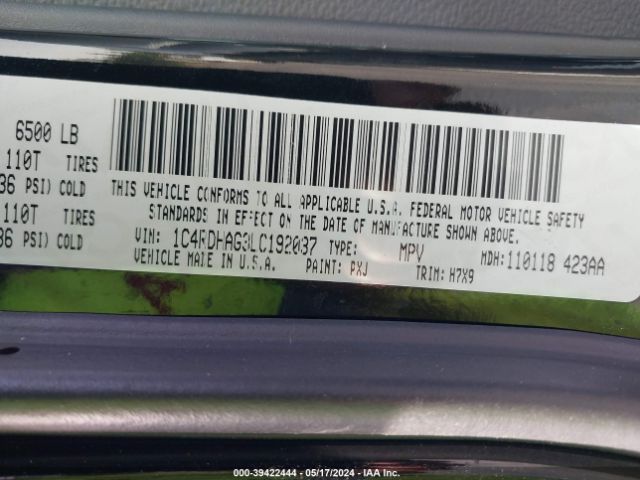 6500 LB
110T TIRES
36 PSI) COLD
110T TIRES
36 PSI) COLD
THIS VEHICLE CONFORMS TO ALL APPLICABLE U.S.A. FEDERAL MOTOR VEHICLE SAFETY
STANDARDS IN EFFECT ON THE DATE OF MANUFACTURE SHOWN ABOVE.
VIN: 1C4RDHAG3LC192037 TYPE: MPV MDH: 110118 423AA
VEHICLE MADE IN U.S.A. PAINT: PXJ TRIM: H7X9
000-39422444 - 05/17/2024 - IAA Inc.